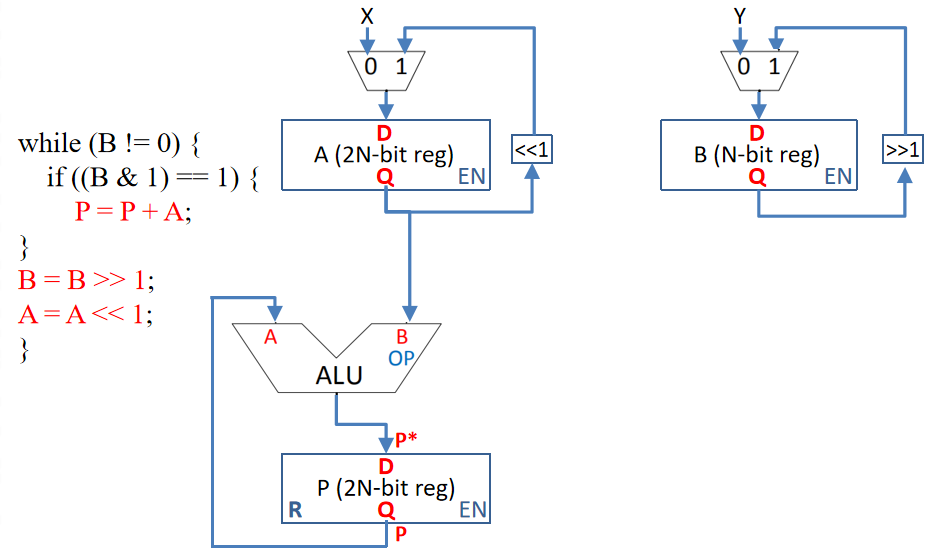 while (B != 0) {
if ((B & 1) == 1) {
P = P + A;
}
B = B >> 1;
A = A << 1;
}
X
0 1
D
A (2N-bit reg)
Q
EN
<<1
Y
0 1
D
B (N-bit reg)
Q
EN
>>1
A
B
OP
ALU
P*
D
P (2N-bit reg)
R
Q
EN
P